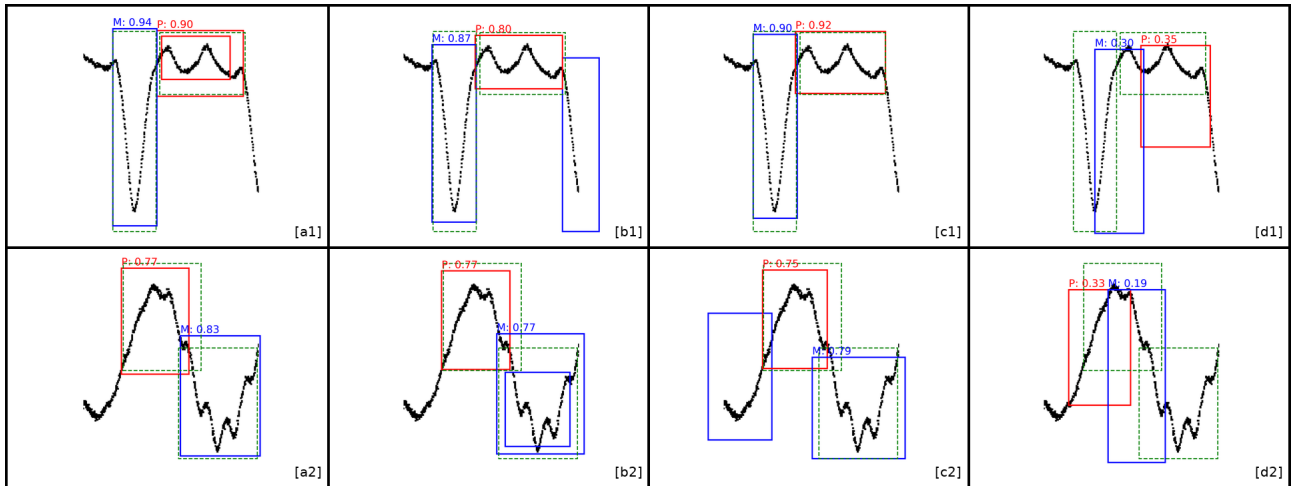 M: 0.94 P: 0.90
[a1]
M: 0.87 P: 0.80
[b1]
M: 0.90 P: 0.92
[c1]
M: 0.30 P: 0.35
[d1]
P: 0.77
M: 0.83
[a2]
P: 0.77
M: 0.77
[b2]
P: 0.75
M: 0.79
[c2]
P: 0.33 M: 0.19
[d2]